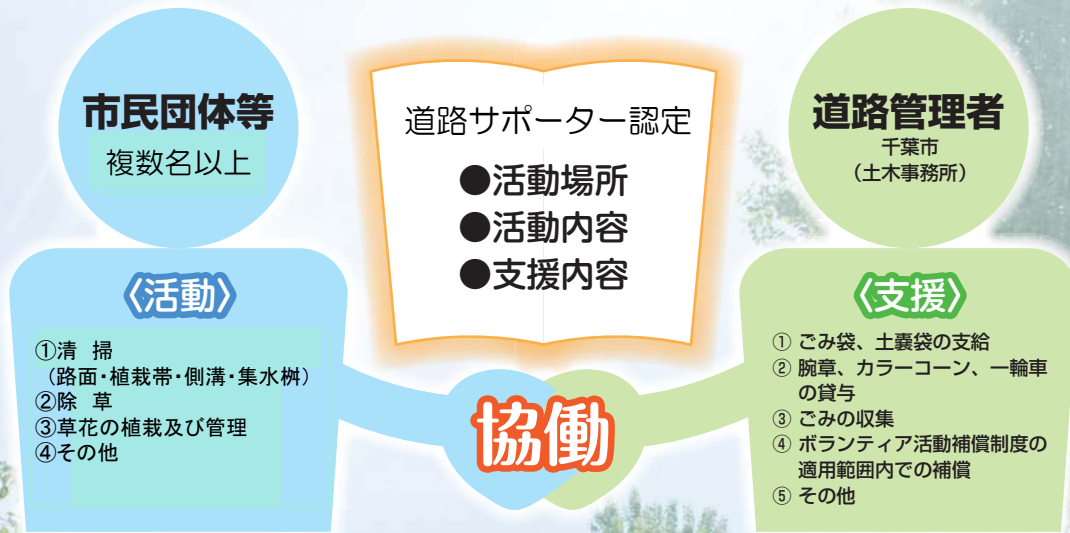 市民団体等
複数名以上
〈活動〉
①清 掃
（路面・植栽帯・側溝・集水桝）
②除 草
③草花の植栽及び管理
④その他
道路サポーター認定
●活動場所
●活動内容
●支援内容
協働
道路管理者
千葉市
（土木事務所）
〈支援〉
① ごみ袋、土嚢袋の支給
② 腕章、カラーコーン、一輪車
の貸与
③ ごみの収集
④ ボランティア活動補償制度の
適用範囲内での補償
⑤ その他